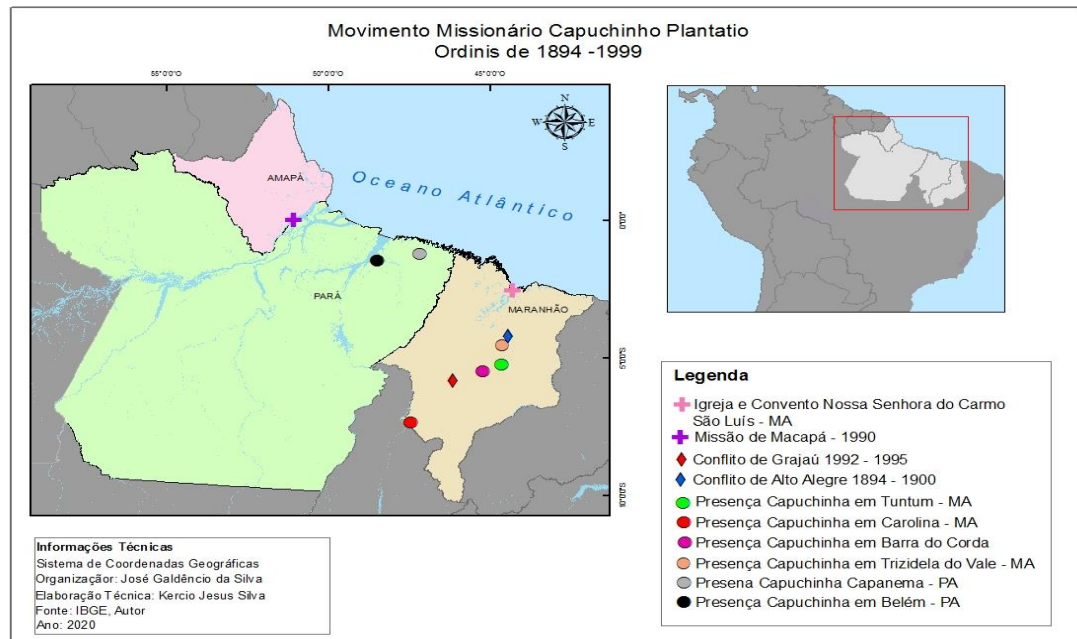 Movimento Missionário Capuchinho Plantatio
Ordinis de 1894 -1999
55°0'0"O
50°0'0"O
45°0'0"O
N
W
E
S
AMAPÁ
Oceano Atlântico
0°0'0"
PARÁ
MARANHÃO
5°0'0"S
10°0'0"S
Legenda
Igreja e Convento Nossa Senhora do Carmo
São Luís - MA
Missão de Macapá - 1990
Conflito de Grajaú 1992 - 1995
Conflito de Alto Alegre 1894 - 1900
Presença Capuchinha em Tuntum - MA
Presença Capuchinha em Carolina - MA
Presença Capuchinha em Barra do Corda
Presença Capuchinha em Trizidela do Vale - MA
Presena Capuchinha Capanema - PA
Presença Capuchinha em Belém - PA
Informações Técnicas
Sistema de Coordenadas Geográficas
Organizaçãor: José Galdêncio da Silva
Elaboração Técnica: Kercio Jesus Silva
Fonte: IBGE, Autor
Ano: 2020